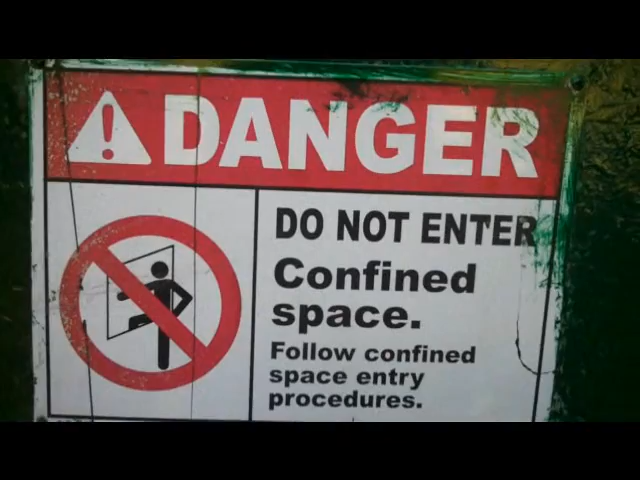 DANGER
DO NOT ENTER
Confined
space.
Follow confined
space entry
procedures.